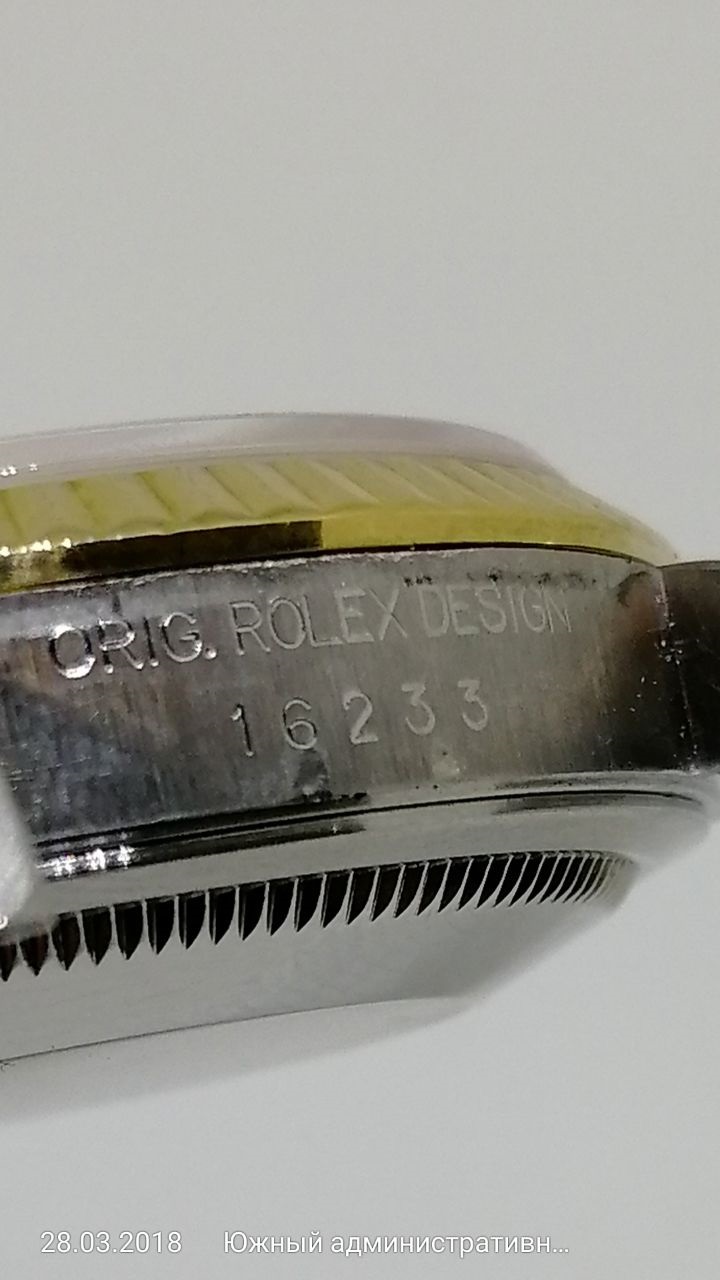 ORIG. ROLEX DESIGN
16233
28.03.2018 Южный административн...